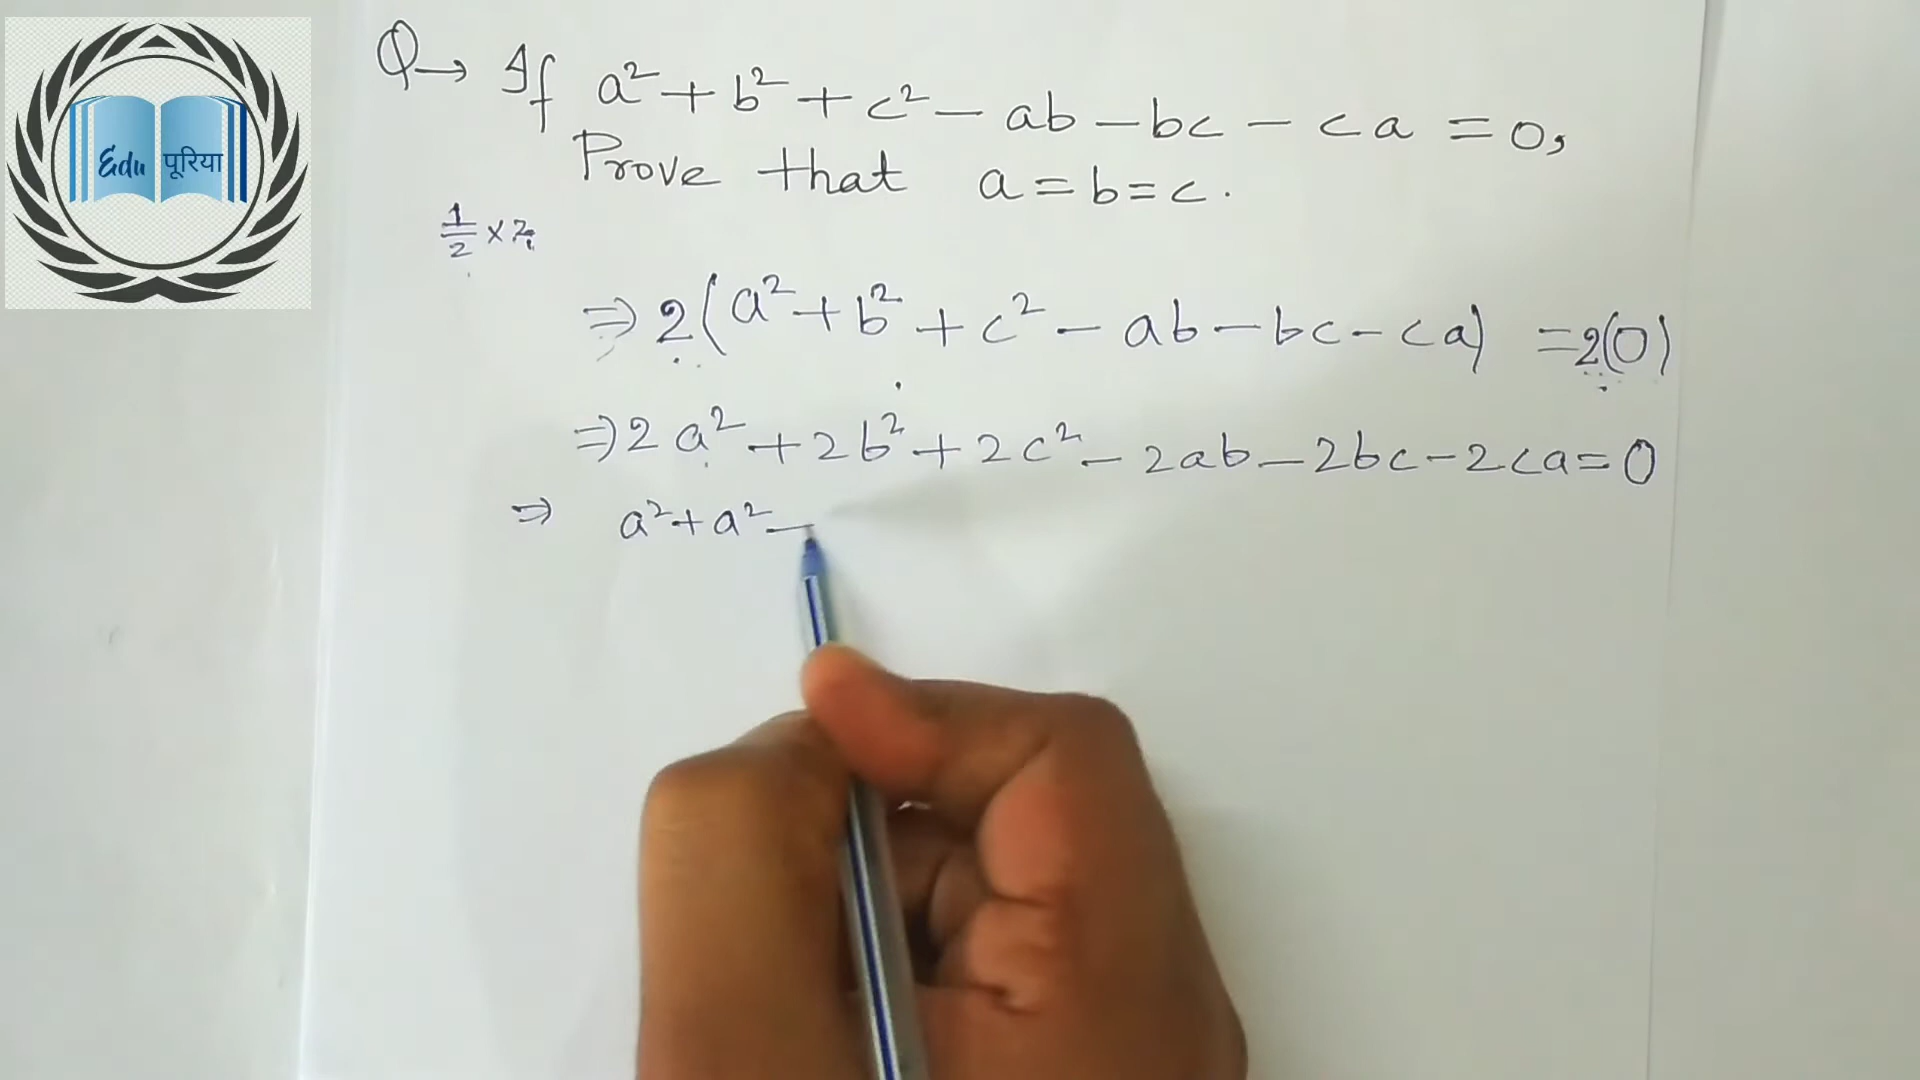 Edu पूरिया
Q→ If a² + b² + c² – ab – bc – ca = 0,
Prove that a = b = c.
1/2 × 2
⇒ 2(a² + b² + c² – ab – bc – ca) = 2(0)
⇒ 2a² + 2b² + 2c² – 2ab – 2bc – 2ca = 0
⇒ a² + a² –